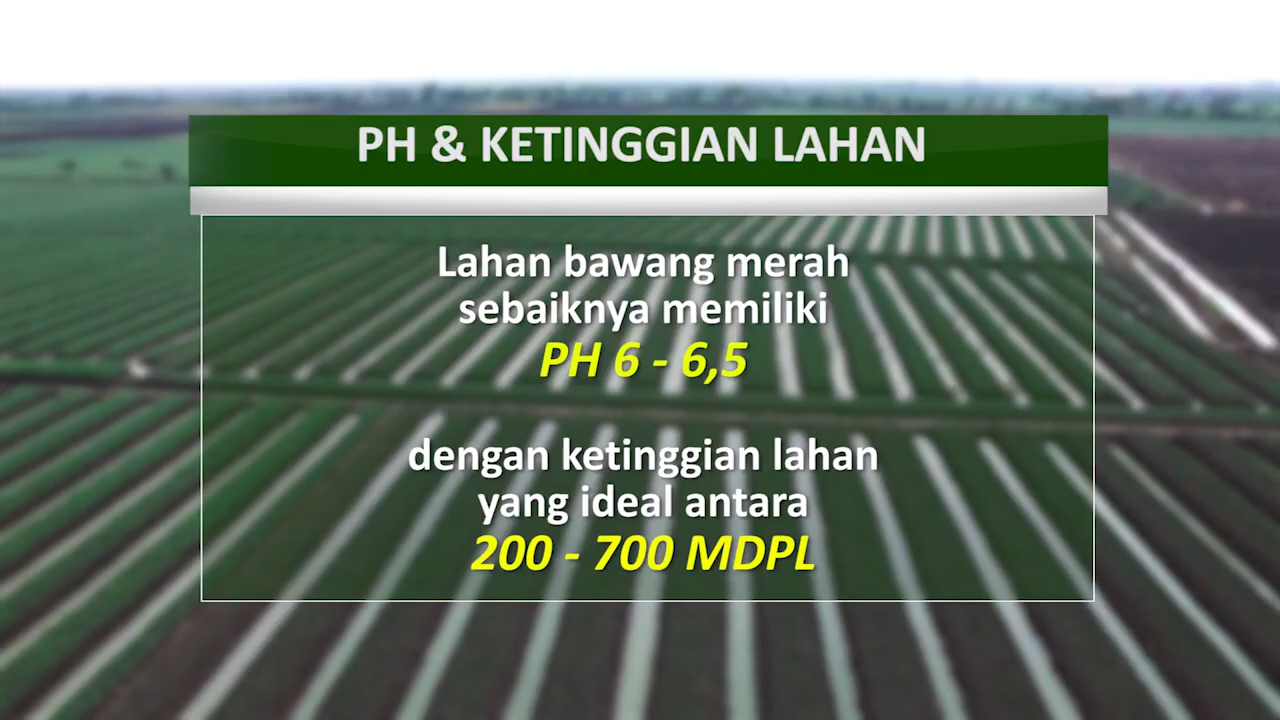 PH & KETINGGIAN LAHAN
Lahan bawang merah
sebaiknya memiliki
PH 6 - 6,5
dengan ketinggian lahan
yang ideal antara
200 - 700 MDPL